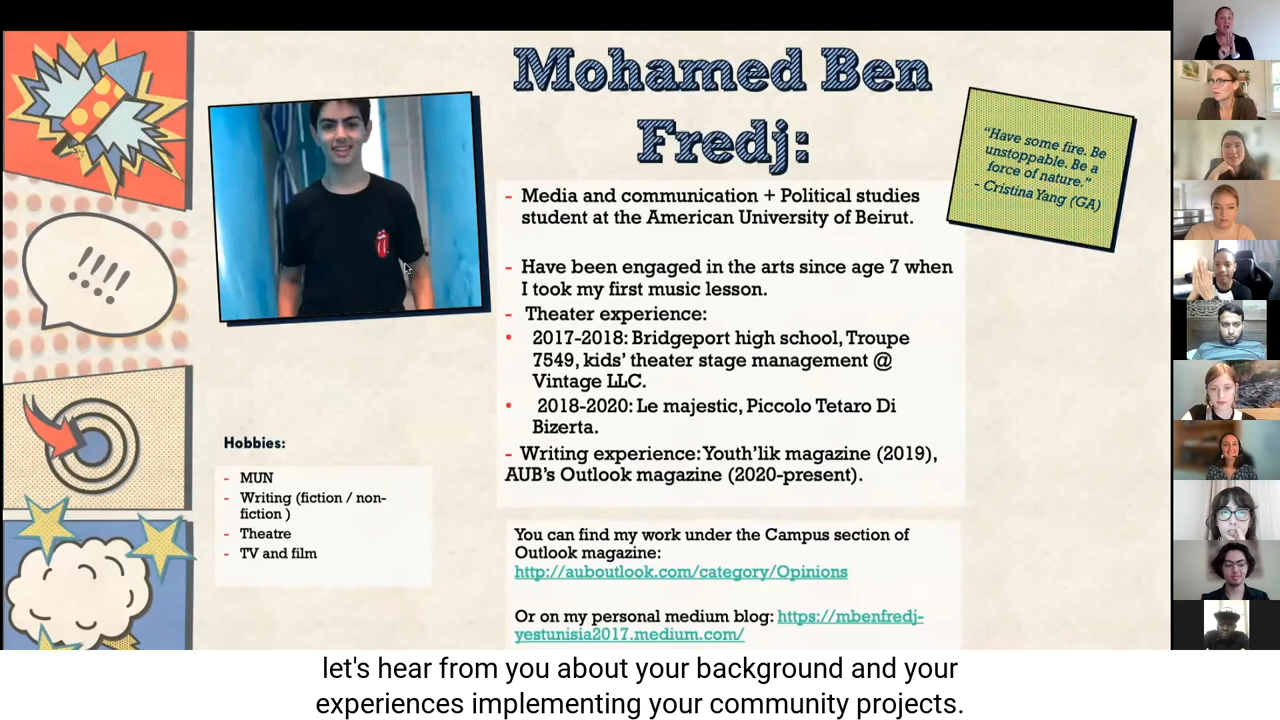 Mohamed Ben
Fredj:
“Have some fire. Be
unstoppable. Be a
force of nature.”
- Cristina Yang (GA)
!!!!
- Media and communication + Political studies
student at the American University of Beirut.
- Have been engaged in the arts since age 7 when
I took my first music lesson.
- Theater experience:
• 2017-2018: Bridgeport high school, Troupe
7549, kids’ theater stage management @
Vintage LLC.
• 2018-2020: Le majestic, Piccolo Tetaro Di
Bizerta.
- Writing experience: Youth’lik magazine (2019),
AUB’s Outlook magazine (2020-present).
Hobbies:
- MUN
- Writing (fiction / non-
fiction )
- Theatre
- TV and film
You can find my work under the Campus section of
Outlook magazine:
http://auboutlook.com/category/Opinions
Or on my personal medium blog: https://mbenfredj-
yestunisia2017.medium.com/
let's hear from you about your background and your
experiences implementing your community projects.